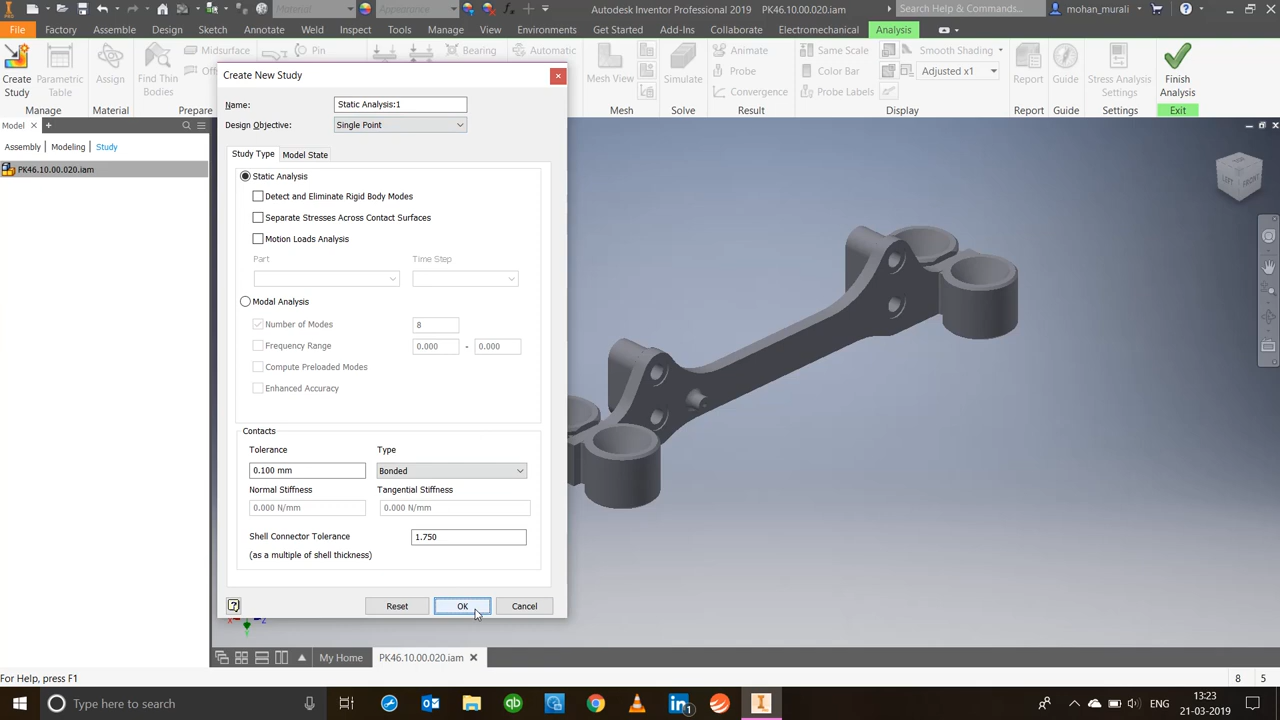 Material
Appearance
Autodesk Inventor Professional 2019 PK46.10.00.020.iam
Search Help & Commands...
mohan_murali
File Factory Assemble Design Sketch Annotate Weld Inspect Tools Manage View Environments Get Started Add-Ins Collaborate Electromechanical Analysis
Create Study
Parametric Table
Assign
Find Thin Bodies
Midsurface
Pin
Bearing
Automatic
Mesh View
Simulate
Animate
Probe
Convergence
Same Scale
Color Bar
Probe Labels
Smooth Shading
Adjusted x1
Report
Guide
Stress Analysis Settings
Finish Analysis
Manage Material Prepare Mesh Solve Display Report Guide Settings Exit
Model
Assembly Modeling Study
PK46.10.00.020.iam
Create New Study
Name: Static Analysis:1
Design Objective: Single Point
Study Type Model State
Static Analysis
Detect and Eliminate Rigid Body Modes
Separate Stresses Across Contact Surfaces
Motion Loads Analysis
Part Time Step
Modal Analysis
Number of Modes 8
Frequency Range 0.000 - 0.000
Compute Preloaded Modes
Enhanced Accuracy
Contacts
Tolerance Type
0.100 mm Bonded
Normal Stiffness Tangential Stiffness
0.000 N/mm 0.000 N/mm
Shell Connector Tolerance 1.750
(as a multiple of shell thickness)
Reset OK Cancel
LEFT FRONT
X Y Z
My Home PK46.10.00.020.iam
For Help, press F1
8 5
Type here to search
1
ENG
13:23
21-03-2019